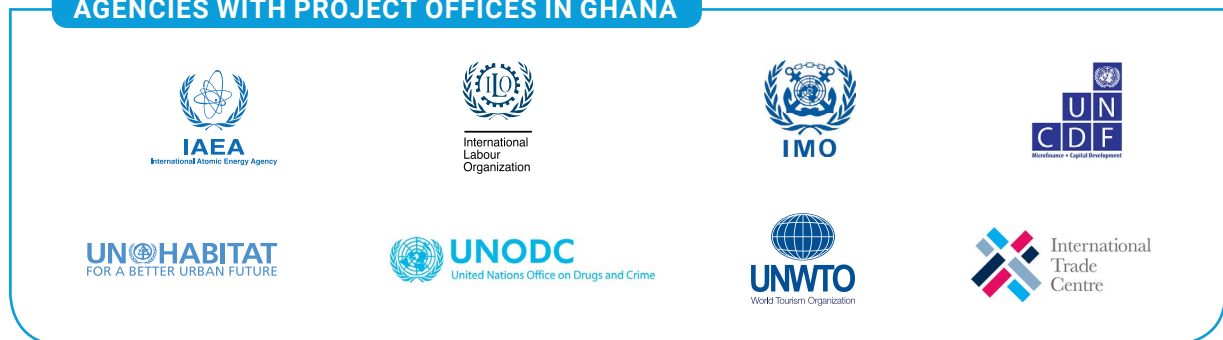 AGENCIES WITH PROJECT OFFICES IN GHANA
IAEA
International Atomic Energy Agency
ILO
International
Labour
Organization
IMO
UN
CDF
Microfinance • Capital Development
UN HABITAT
FOR A BETTER URBAN FUTURE
UNODC
United Nations Office on Drugs and Crime
UNWTO
World Tourism Organization
International
Trade
Centre